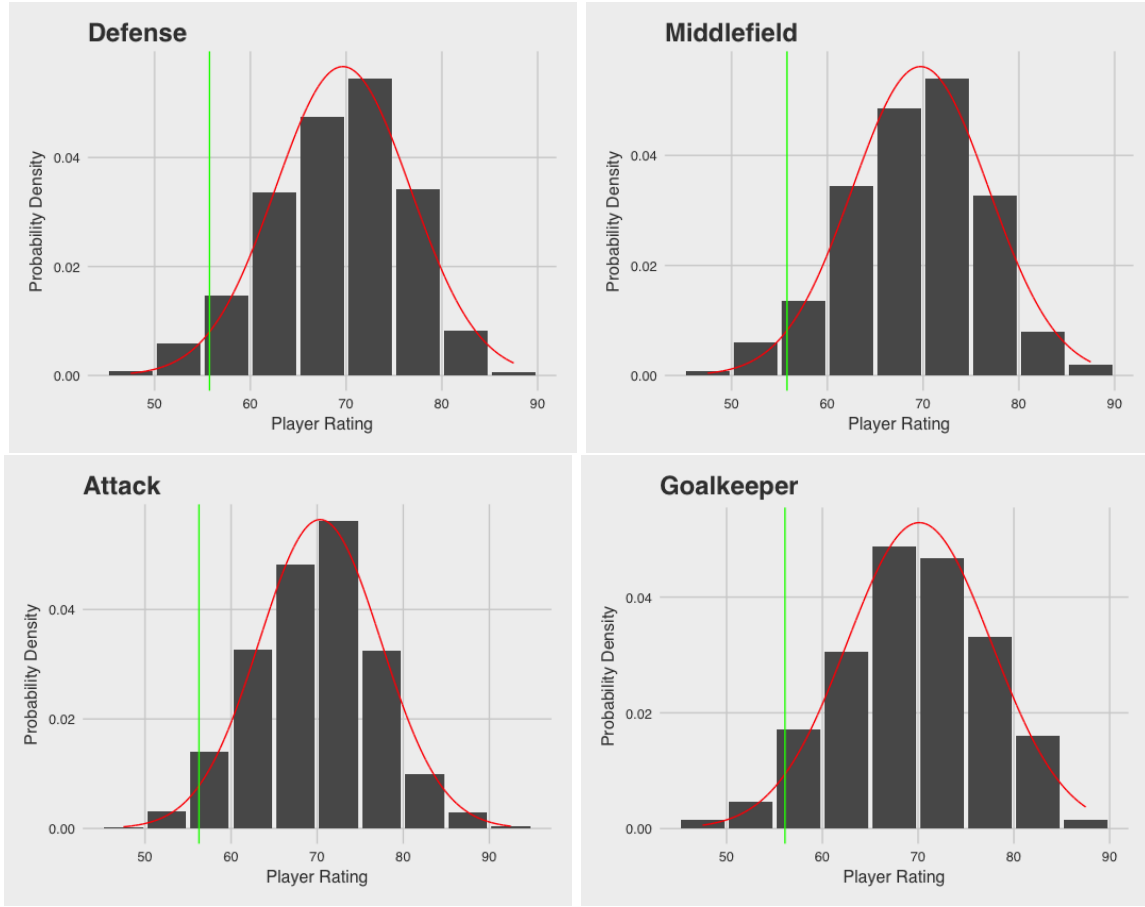 Defense
Probability Density
0.04
0.02
0.00
50 60 70 80 90
Player Rating
Middlefield
Probability Density
0.04
0.02
0.00
50 60 70 80 90
Player Rating
Attack
Probability Density
0.04
0.02
0.00
50 60 70 80 90
Player Rating
Goalkeeper
Probability Density
0.04
0.02
0.00
50 60 70 80 90
Player Rating